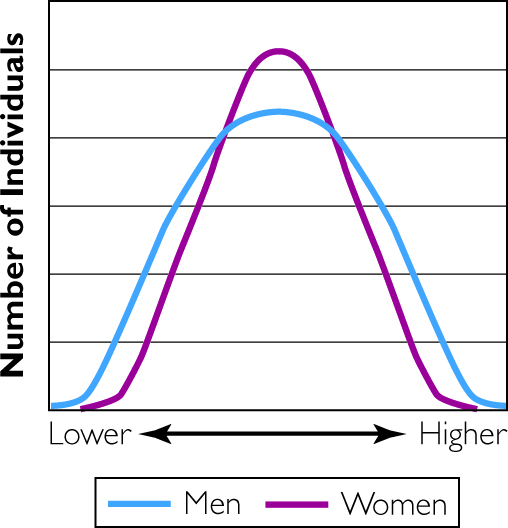 Number of Individuals
Lower
Higher
Men
Women